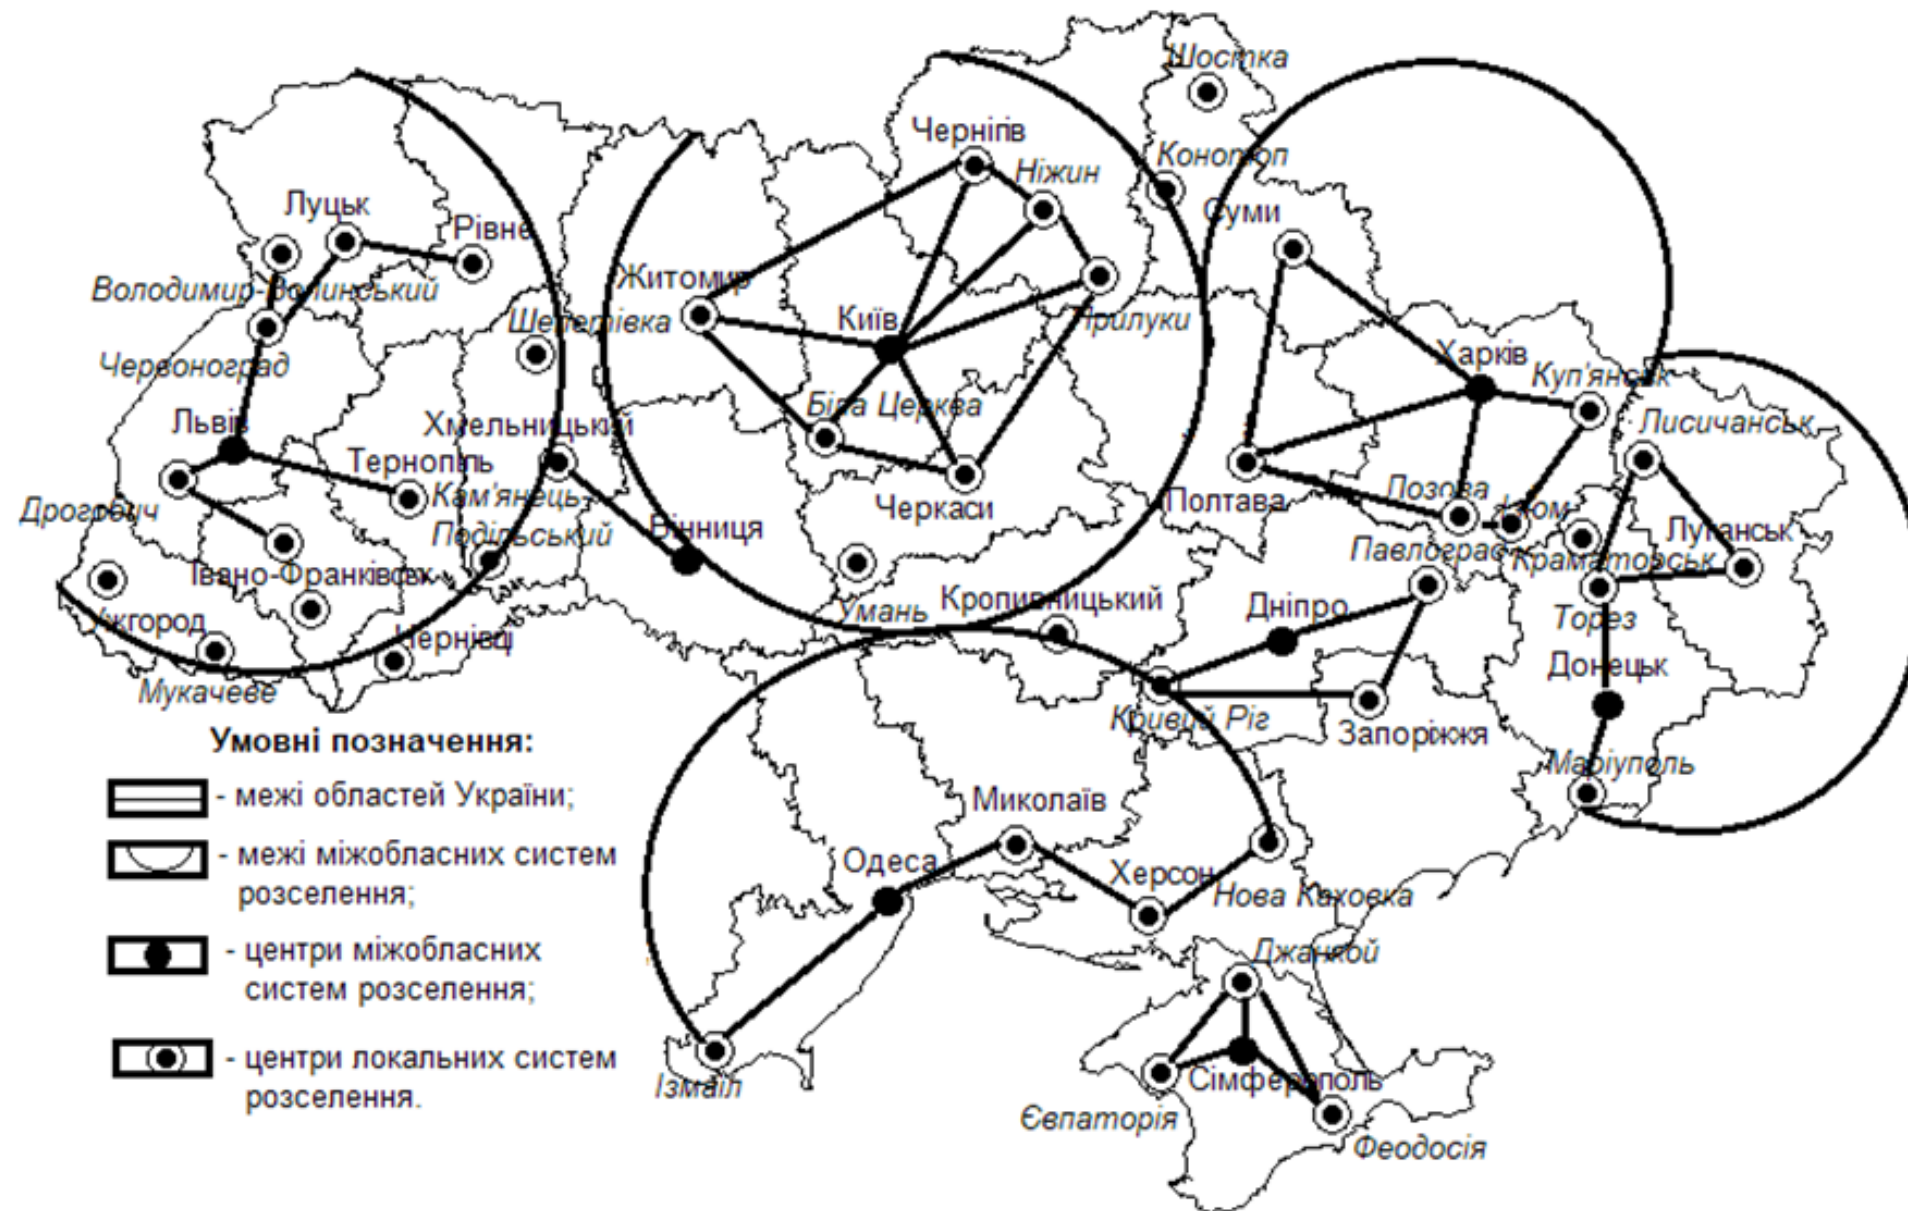 Шостка
Чернігів
Ніжин
Конотоп
Луцьк
Рівне
Суми
Житомир
Володимир-Волинський
Шепетівка
Київ
Прилуки
Червоноград
Харків
Куп'янськ
Біла Церква
Львів
Хмельницький
Лисичанськ
Тернопіль
Кам'янець-
Подільський
Дрогобич
Черкаси
Полтава
Лозова
Ізюм
Вінниця
Луганськ
Павлоград
Краматорськ
Івано-Франківськ
Умань
Кропивницький
Дніпро
Торез
Ужгород
Чернівці
Донецьк
Мукачеве
Кривий Ріг
Запоріжжя
Маріуполь
Умовні позначення:
- межі областей України;
- межі міжобласних систем
розселення;
- центри міжобласних
систем розселення;
- центри локальних систем
розселення.
Миколаїв
Одеса
Херсон
Нова Каховка
Джанкой
Ізмаїл
Сімферополь
Євпаторія
Феодосія